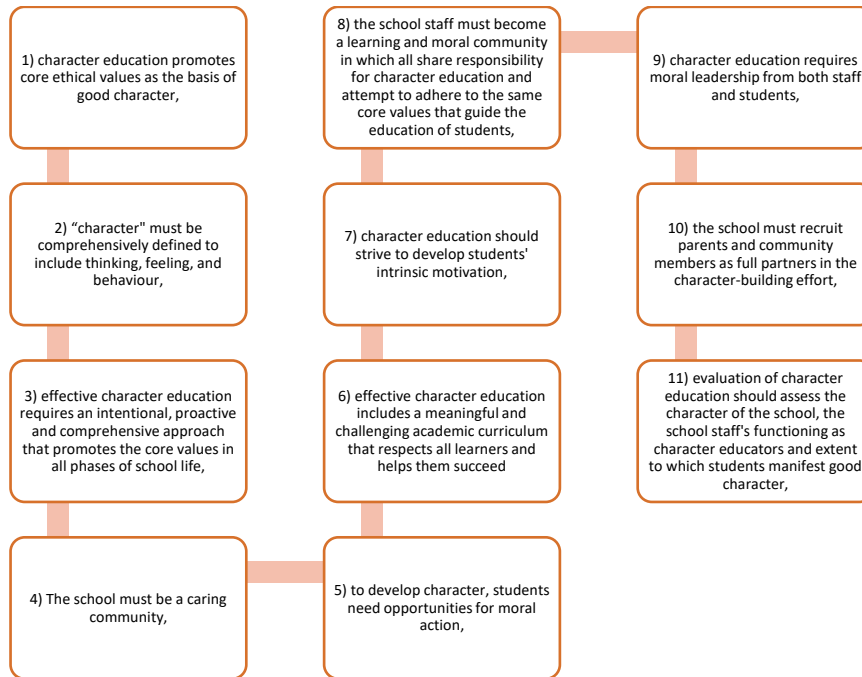 1) character education promotes
core ethical values as the basis of
good character,
2) “character" must be
comprehensively defined to
include thinking, feeling, and
behaviour,
3) effective character education
requires an intentional, proactive
and comprehensive approach
that promotes the core values in
all phases of school life,
4) The school must be a caring
community,
5) to develop character, students
need opportunities for moral
action,
6) effective character education
includes a meaningful and
challenging academic curriculum
that respects all learners and
helps them succeed
7) character education should
strive to develop students'
intrinsic motivation,
8) the school staff must become
a learning and moral community
in which all share responsibility
for character education and
attempt to adhere to the same
core values that guide the
education of students,
9) character education requires
moral leadership from both staff
and students,
10) the school must recruit
parents and community
members as full partners in the
character-building effort,
11) evaluation of character
education should assess the
character of the school, the
school staff's functioning as
character educators and extent
to which students manifest good
character,